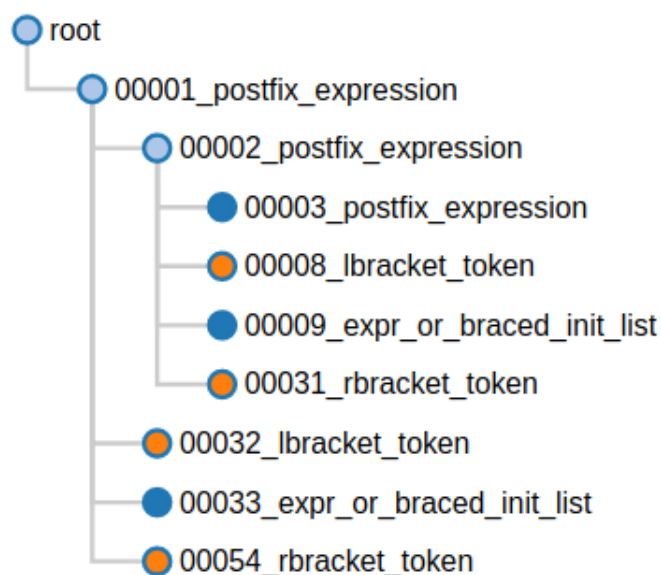 root
00001_postfix_expression
00002_postfix_expression
00003_postfix_expression
00008_lbracket_token
00009_expr_or_braced_init_list
00031_rbracket_token
00032_lbracket_token
00033_expr_or_braced_init_list
00054_rbracket_token